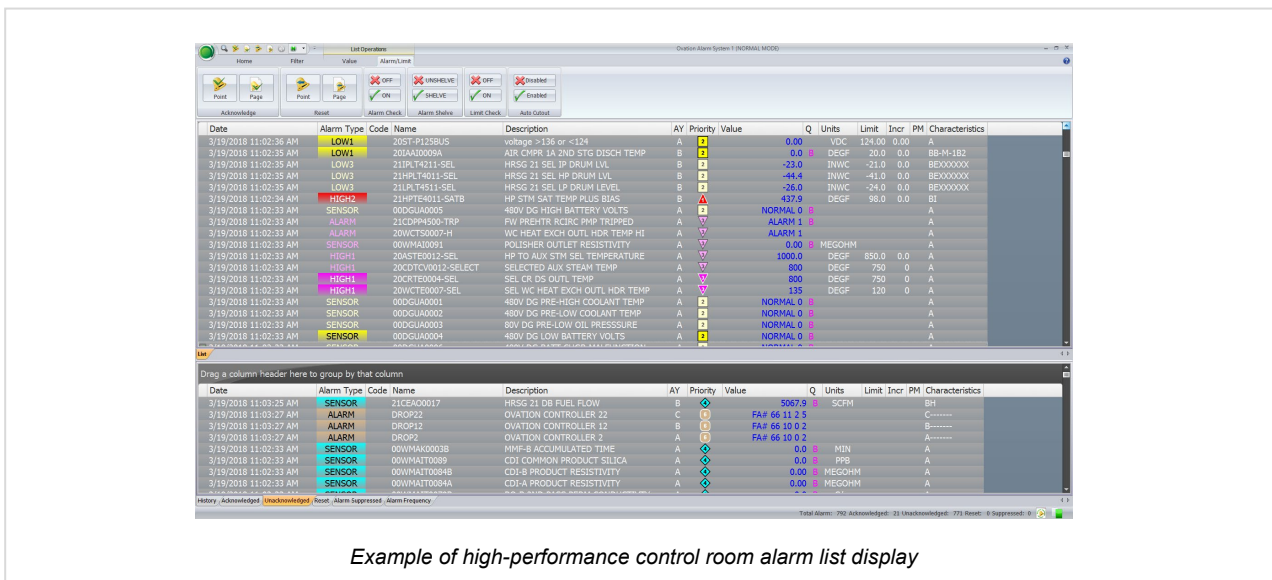 List Operations
Ovation Alarm System 1 (NORMAL MODE)
Home Filter Value Alarm/Limit
OFF UNSHELVE OFF Disabled
Point Page Point Page ON SHELVE ON Enabled
Acknowledge Reset Alarm Check Alarm Shelve Limit Check Auto Cutout
Date Alarm Type Code Name Description AY Priority Value Q Units Limit Incr PM Characteristics
3/19/2018 11:02:36 AM LOW1 20ST-P125BUS voltage >136 or <124 A 2 0.00 VDC 124.00 0.00 A
3/19/2018 11:02:35 AM LOW1 20IAAI0009A AIR CMPR 1A 2ND STG DISCH TEMP B 2 0.0 B DEGF 20.0 0.0 BB-M-1B2
3/19/2018 11:02:35 AM LOW3 21IPLT4211-SEL HRSG 21 SEL IP DRUM LVL B 2 -23.0 INWC -21.0 0.0 BEXXXXXX
3/19/2018 11:02:35 AM LOW3 21HPLT4011-SEL HRSG 21 SEL HP DRUM LVL B 2 -44.4 INWC -41.0 0.0 BEXXXXXX
3/19/2018 11:02:35 AM LOW3 21LPLT4511-SEL HRSG 21 SEL LP DRUM LEVEL B 2 -26.0 INWC -24.0 0.0 BEXXXXXX
3/19/2018 11:02:34 AM HIGH2 21HPTE4011-SATB HP STM SAT TEMP PLUS BIAS B 1 437.9 DEGF 98.0 0.0 BI
3/19/2018 11:02:33 AM SENSOR 00DGUA0005 480V DG HIGH BATTERY VOLTS A 2 NORMAL 0 B A
3/19/2018 11:02:33 AM ALARM 21CDPP4500-TRP FW PREHTR RCIRC PMP TRIPPED A 3 ALARM 1 B A
3/19/2018 11:02:33 AM ALARM 20WCTS0007-H WC HEAT EXCH OUTL HDR TEMP HI A 3 ALARM 1 A
3/19/2018 11:02:33 AM SENSOR 00WMAI0091 POLISHER OUTLET RESISTIVITY A 3 0.00 B MEGOHM A
3/19/2018 11:02:33 AM HIGH1 20ASTE0012-SEL HP TO AUX STM SEL TEMPERATURE A 3 1000.0 DEGF 850.0 0.0 A
3/19/2018 11:02:33 AM HIGH1 20CDTCV0012-SELECT SELECTED AUX STEAM TEMP A 3 800 DEGF 750 0 A
3/19/2018 11:02:33 AM HIGH1 20CRTE0004-SEL SEL CR DS OUTL TEMP A 3 800 DEGF 750 0 A
3/19/2018 11:02:33 AM HIGH1 20WCTE0007-SEL SEL WC HEAT EXCH OUTL HDR TEMP A 3 135 DEGF 120 0 A
3/19/2018 11:02:33 AM SENSOR 00DGUA0001 480V DG PRE-HIGH COOLANT TEMP A 2 NORMAL 0 B A
3/19/2018 11:02:33 AM SENSOR 00DGUA0002 480V DG PRE-LOW COOLANT TEMP A 2 NORMAL 0 B A
3/19/2018 11:02:33 AM SENSOR 00DGUA0003 80V DG PRE-LOW OIL PRESSSURE A 2 NORMAL 0 B A
3/19/2018 11:02:33 AM SENSOR 00DGUA0004 480V DG LOW BATTERY VOLTS A 2 NORMAL 0 B A
List
Drag a column header here to group by that column
Date Alarm Type Code Name Description AY Priority Value Q Units Limit Incr PM Characteristics
3/19/2018 11:03:25 AM SENSOR 21CEAO0017 HRSG 21 DB FUEL FLOW B 4 5067.9 B SCFM BH
3/19/2018 11:03:27 AM ALARM DROP22 OVATION CONTROLLER 22 C FA# 66 11 2 5 C-------
3/19/2018 11:03:27 AM ALARM DROP12 OVATION CONTROLLER 12 B FA# 66 10 0 2 B-------
3/19/2018 11:03:27 AM ALARM DROP2 OVATION CONTROLLER 2 A FA# 66 10 0 2 A-------
3/19/2018 11:02:33 AM SENSOR 00WMAK0003B MMF-B ACCUMULATED TIME A 4 0.0 B MIN A
3/19/2018 11:02:33 AM SENSOR 00WMAIT0089 CDI COMMON PRODUCT SILICA A 4 0.0 B PPB A
3/19/2018 11:02:33 AM SENSOR 00WMAIT0084B CDI-B PRODUCT RESISTIVITY A 4 0.00 B MEGOHM A
3/19/2018 11:02:33 AM SENSOR 00WMAIT0084A CDI-A PRODUCT RESISTIVITY A 4 0.00 B MEGOHM A
History Acknowledged Unacknowledged Reset Alarm Suppressed Alarm Frequency
Total Alarm: 792 Acknowledged: 21 Unacknowledged: 771 Reset: 0 Suppressed: 0
Example of high-performance control room alarm list display